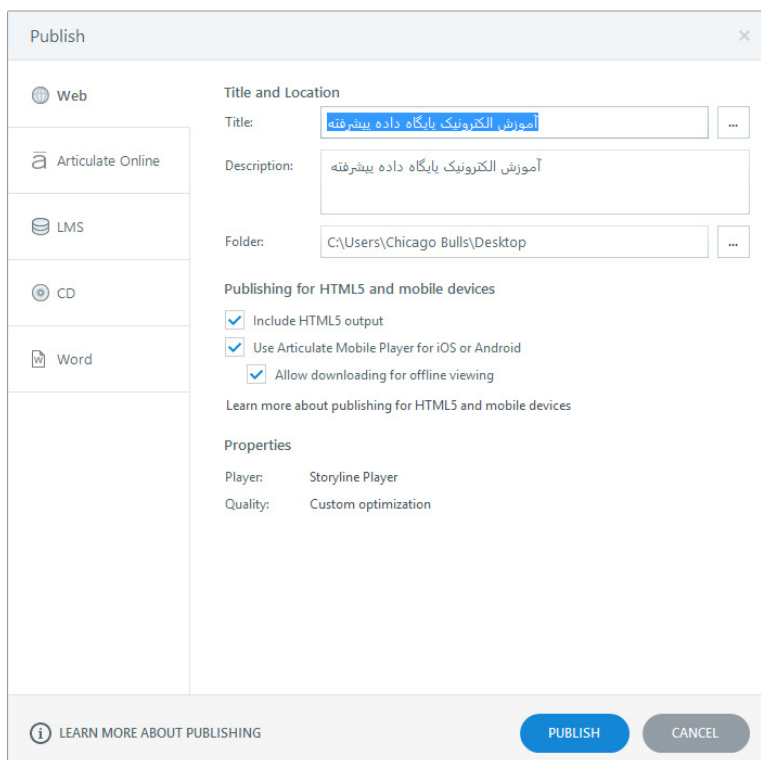 Publish
Web
Articulate Online
LMS
CD
Word
Title and Location
Title: آموزش الکترونیک پایگاه داده پیشرفته ...
Description: آموزش الکترونیک پایگاه داده پیشرفته
Folder: C:\Users\Chicago Bulls\Desktop ...
Publishing for HTML5 and mobile devices
Include HTML5 output
Use Articulate Mobile Player for iOS or Android
Allow downloading for offline viewing
Learn more about publishing for HTML5 and mobile devices
Properties
Player: Storyline Player
Quality: Custom optimization
LEARN MORE ABOUT PUBLISHING
PUBLISH
CANCEL